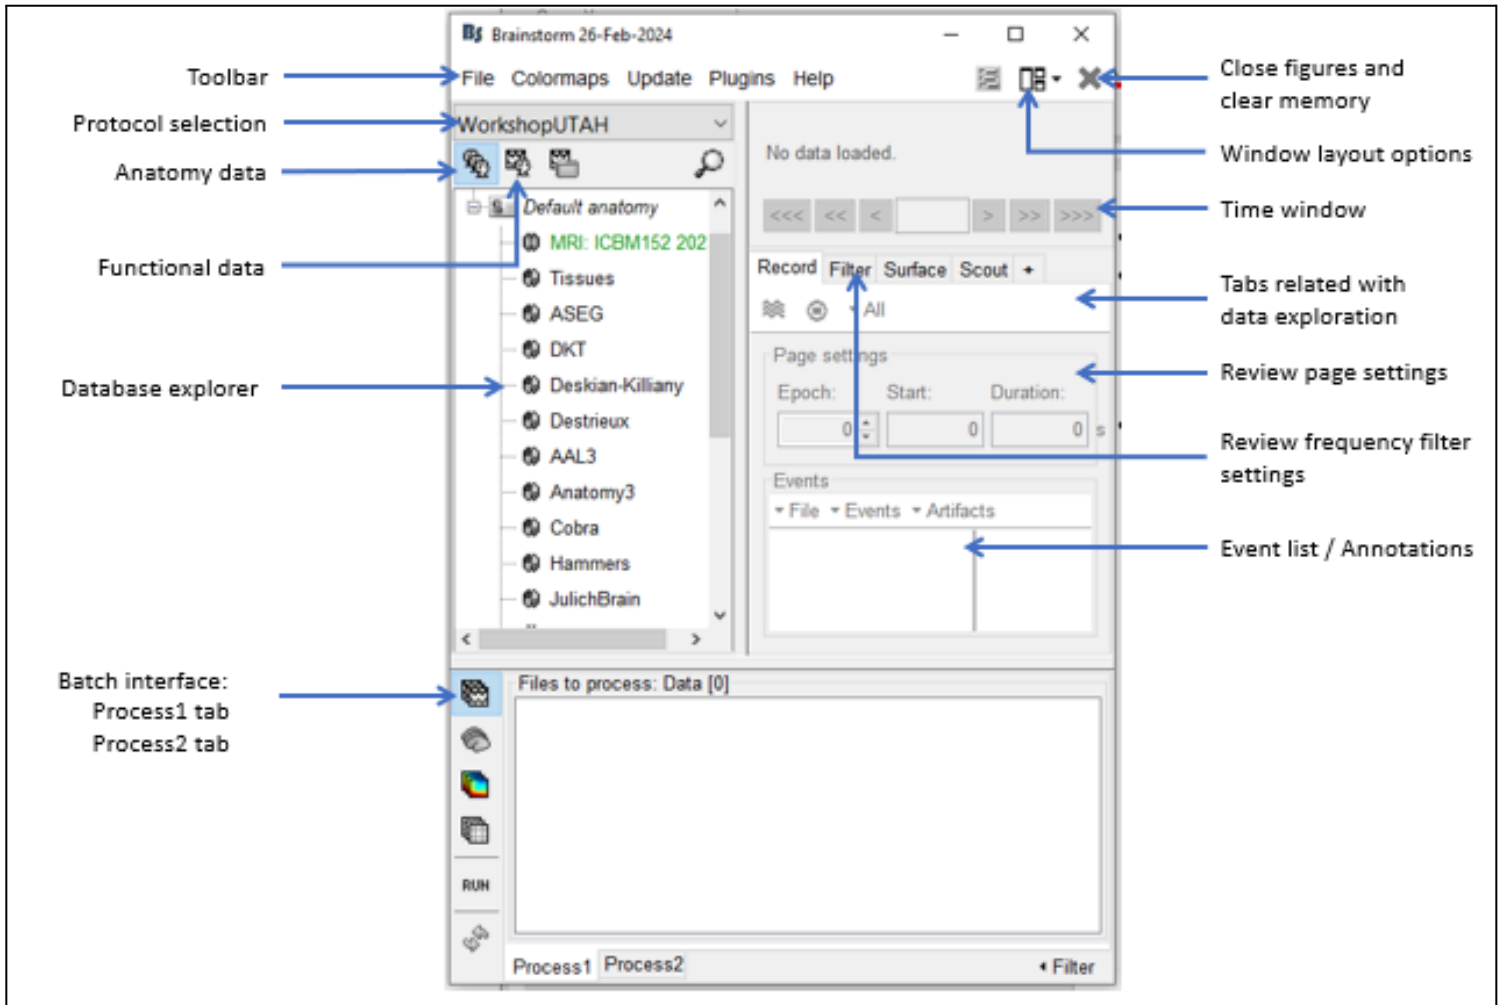 Brainstorm 26-Feb-2024
File Colormaps Update Plugins Help
WorkshopUTAH
Default anatomy
MRI: ICBM152 202
Tissues
ASEG
DKT
Deskian-Killiany
Destrieux
AAL3
Anatomy3
Cobra
Hammers
JulichBrain
No data loaded.
<<< << < > >> >>>
Record Filter Surface Scout +
All
Page settings
Epoch: Start: Duration:
0 0 0 s
Events
File Events Artifacts
Files to process: Data [0]
RUN
Process1 Process2
Filter
Toolbar
Protocol selection
Anatomy data
Functional data
Database explorer
Batch interface:
Process1 tab
Process2 tab
Close figures and
clear memory
Window layout options
Time window
Tabs related with
data exploration
Review page settings
Review frequency filter
settings
Event list / Annotations